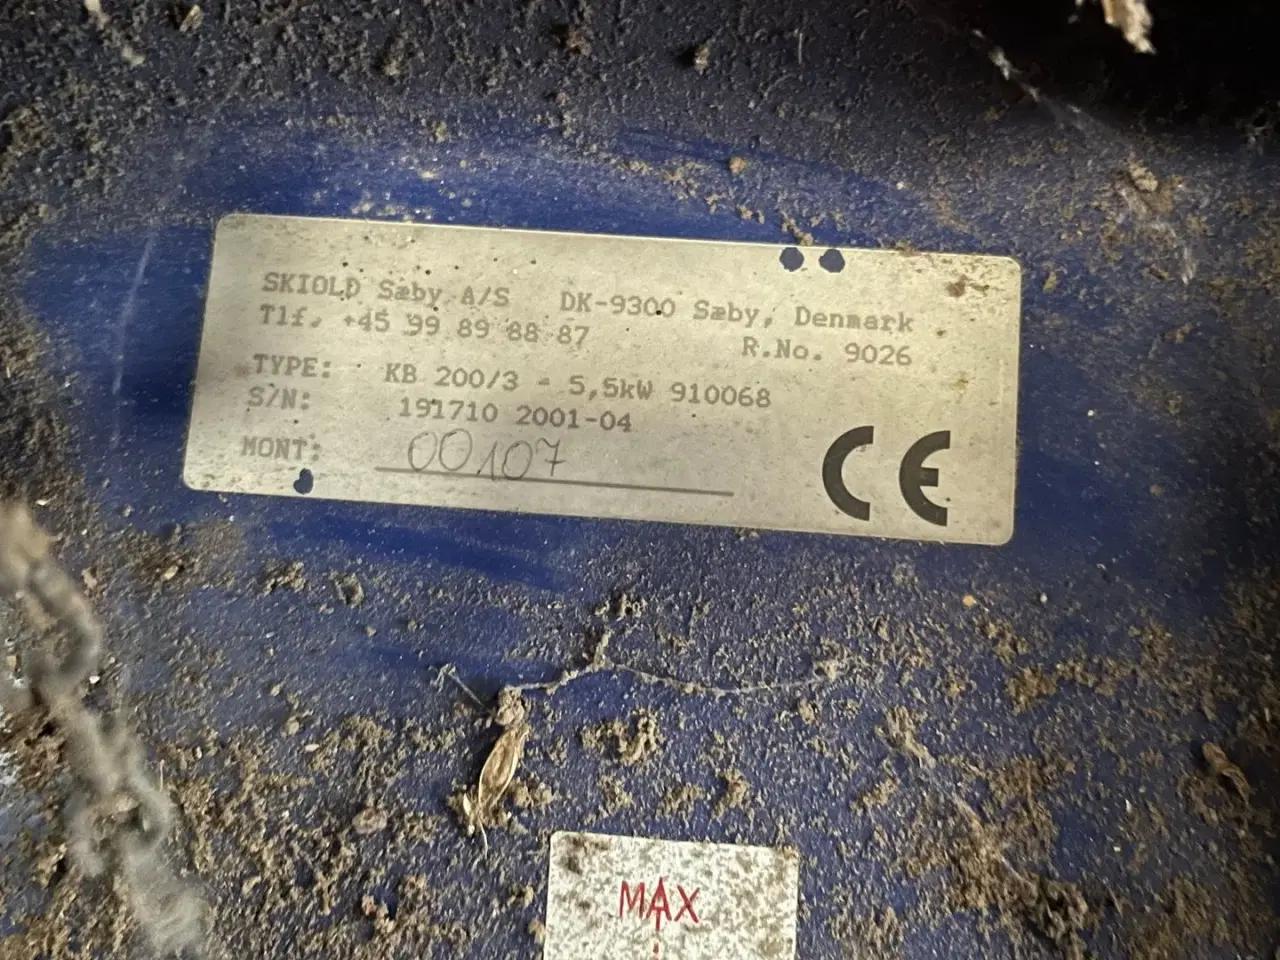 SKIOLD Sæby A/S DK-9300 Sæby, Denmark
Tlf. +45 99 89 88 87 R.No. 9026
TYPE: KB 200/3 - 5,5kW 910068
S/N: 191710 2001-04
MONT: 00107
CE
MAX